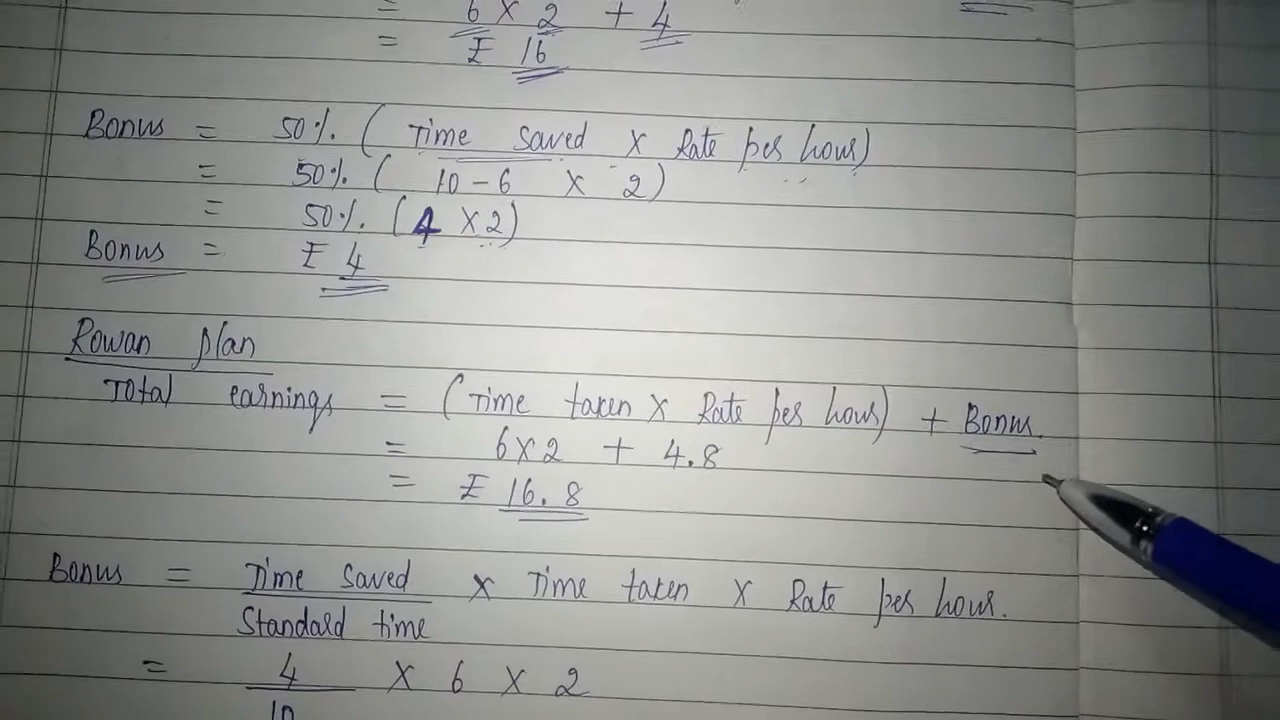 = 6 X 2 + 4
= ₹ 16
Bonus = 50% ( Time saved X Rate per hour)
= 50% ( 10-6 X 2)
= 50% (4 X 2)
Bonus = ₹ 4
Rowan plan
Total earnings = (Time taken X Rate per hour) + Bonus.
= 6X2 + 4.8
= ₹ 16.8
Bonus = Time saved X Time taken X Rate per hour.
Standard time
= 4 X 6 X 2
10